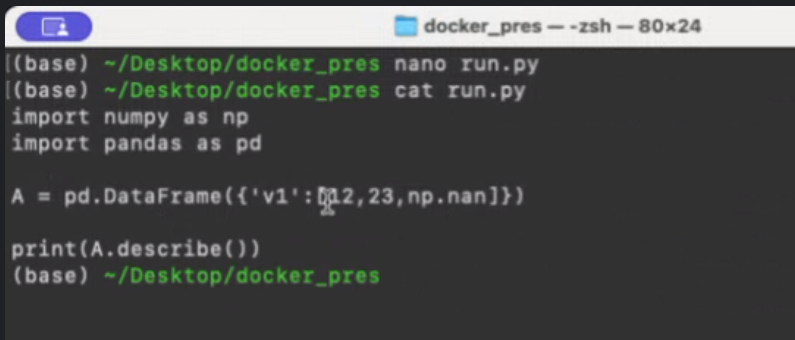 docker_pres — -zsh — 80×24
(base) ~/Desktop/docker_pres nano run.py
(base) ~/Desktop/docker_pres cat run.py
import numpy as np
import pandas as pd
A = pd.DataFrame({'v1':[12,23,np.nan]})
print(A.describe())
(base) ~/Desktop/docker_pres